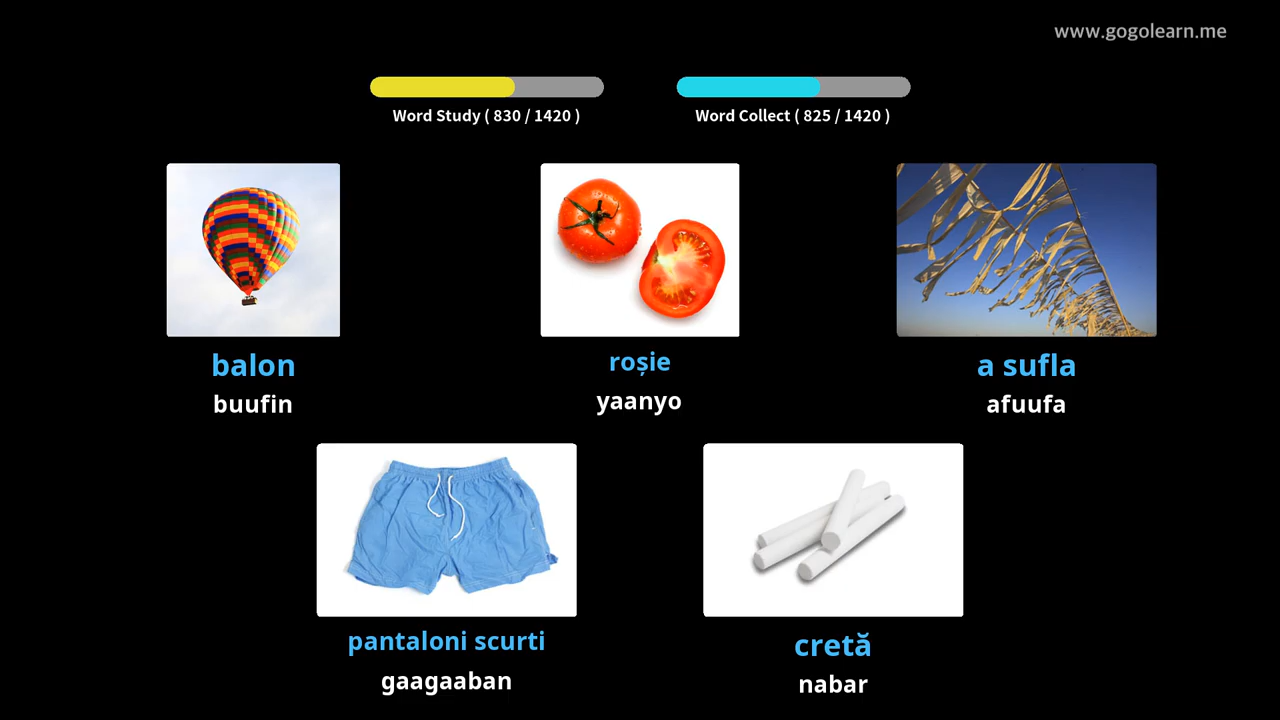 www.gogolearn.me
Word Study ( 830 / 1420 )
Word Collect ( 825 / 1420 )
balon
buufin
roșie
yaanyo
a sufla
afuufa
pantaloni scurti
gaagaaban
cretă
nabar